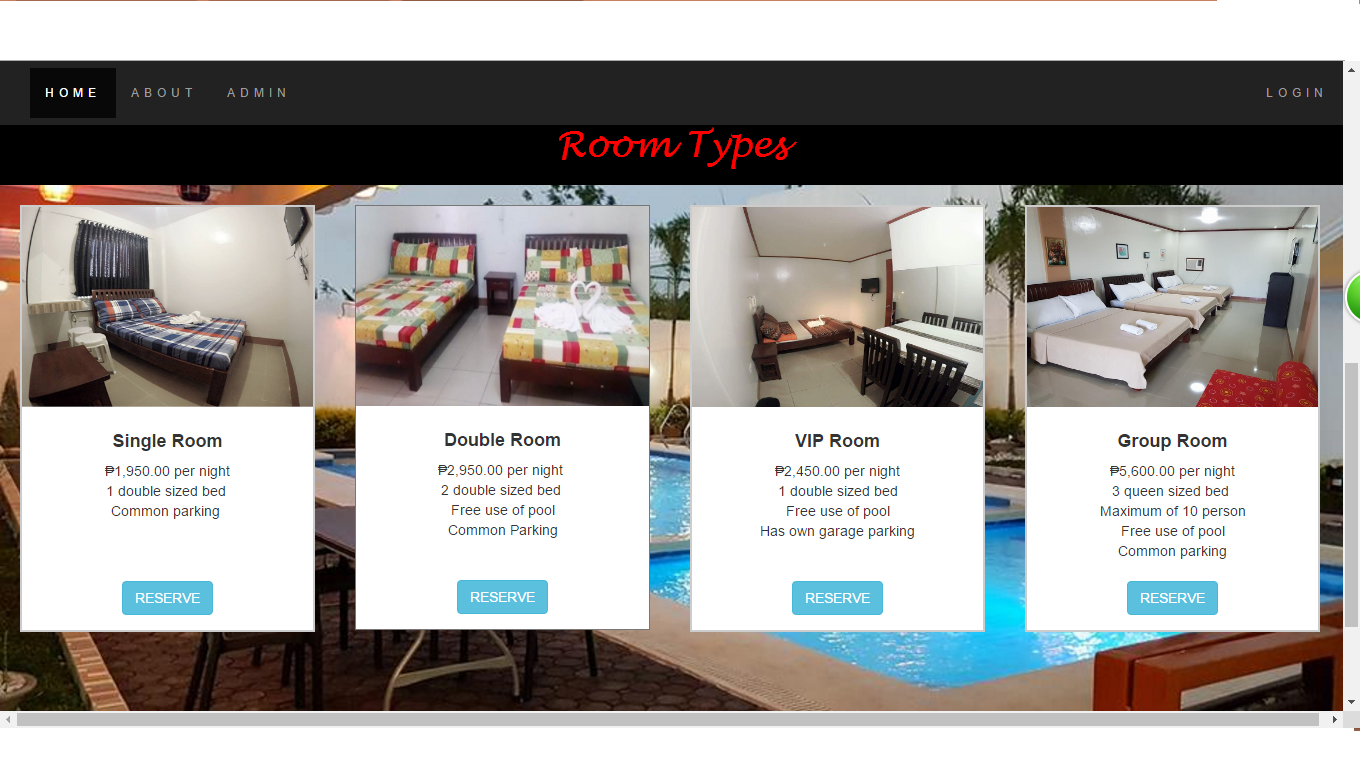 HOME ABOUT ADMIN LOGIN
Room Types
Single Room
₱1,950.00 per night
1 double sized bed
Common parking
RESERVE
Double Room
₱2,950.00 per night
2 double sized bed
Free use of pool
Common Parking
RESERVE
VIP Room
₱2,450.00 per night
1 double sized bed
Free use of pool
Has own garage parking
RESERVE
Group Room
₱5,600.00 per night
3 queen sized bed
Maximum of 10 person
Free use of pool
Common parking
RESERVE